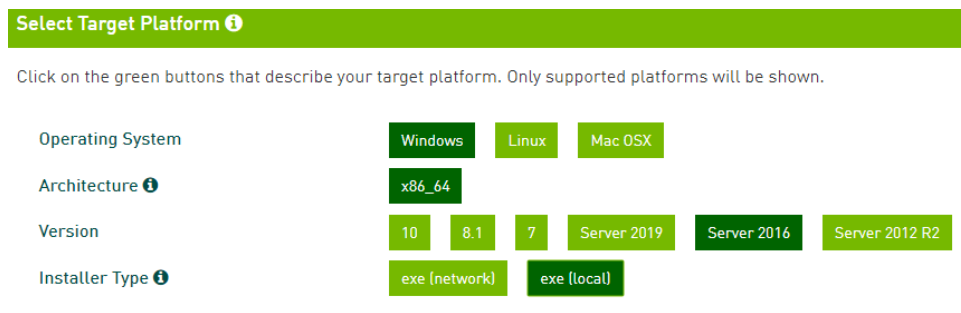 Select Target Platform
Click on the green buttons that describe your target platform. Only supported platforms will be shown.
Operating System Windows Linux Mac OSX
Architecture x86_64
Version 10 8.1 7 Server 2019 Server 2016 Server 2012 R2
Installer Type exe (network) exe (local)